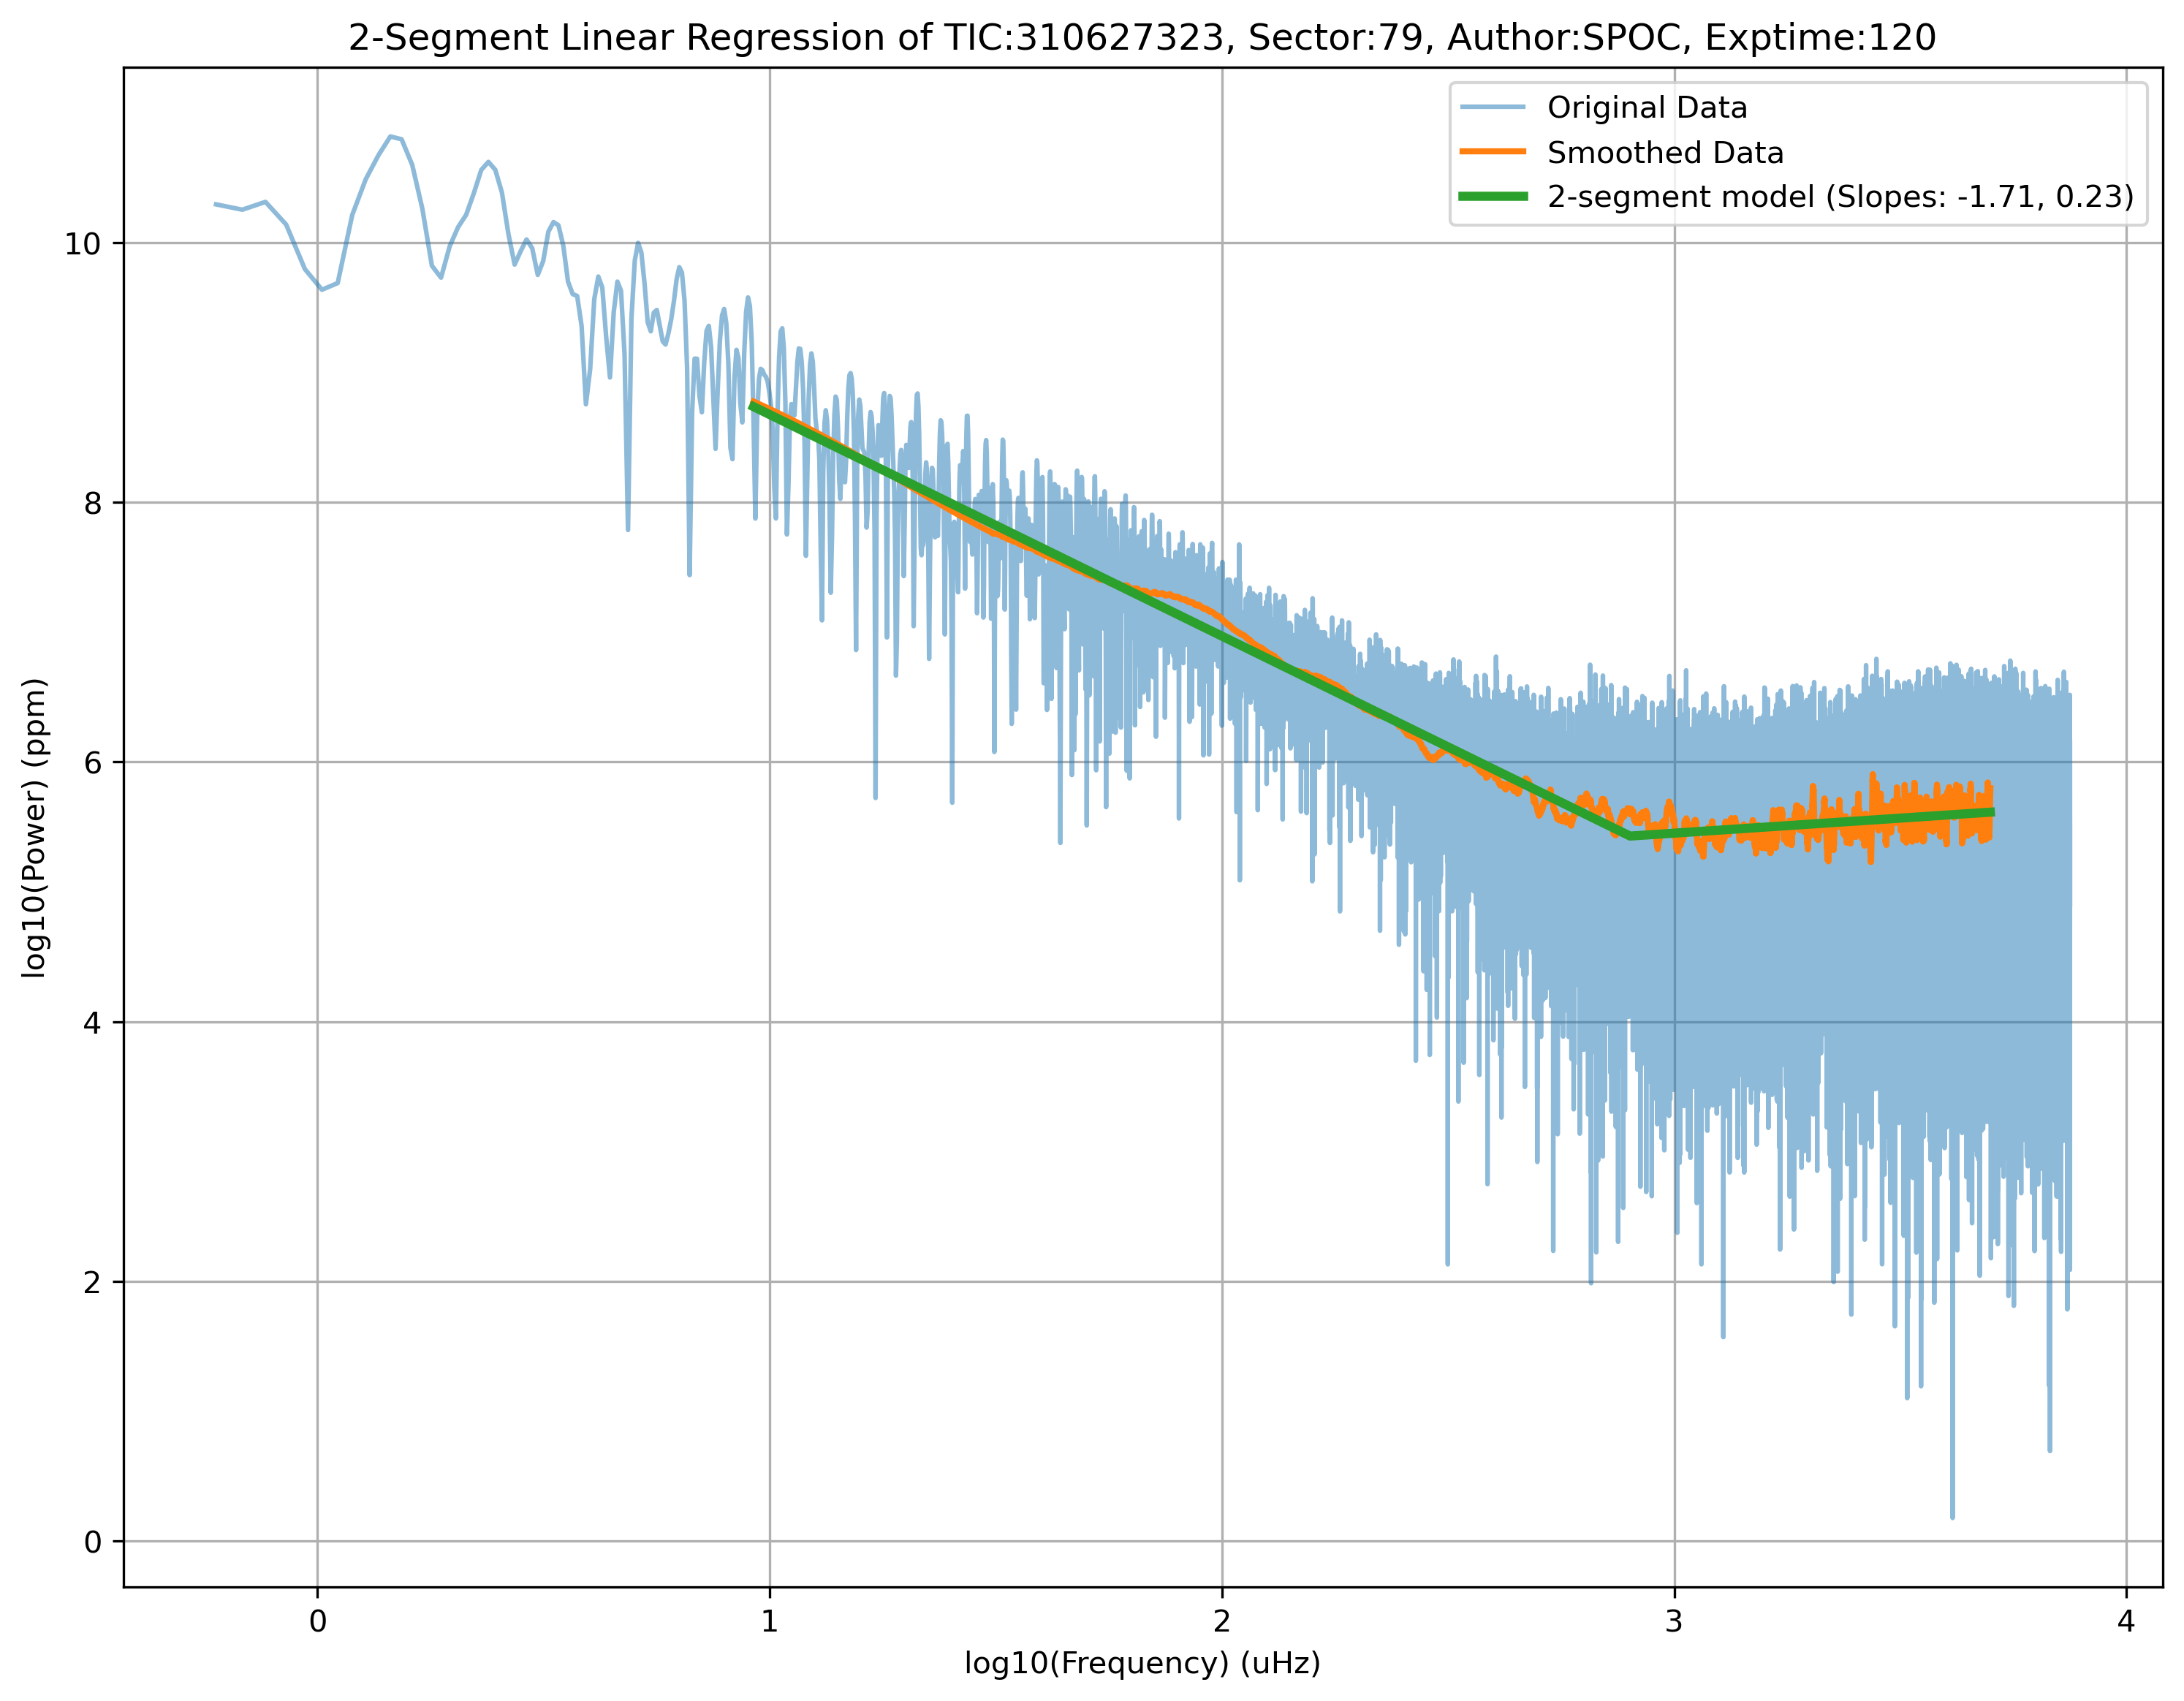 2-Segment Linear Regression of TIC:310627323, Sector:79, Author:SPOC, Exptime:120
Original Data
Smoothed Data
2-segment model (Slopes: -1.71, 0.23)
10
8
6
4
2
0
log10(Power) (ppm)
0 1 2 3 4
log10(Frequency) (uHz)